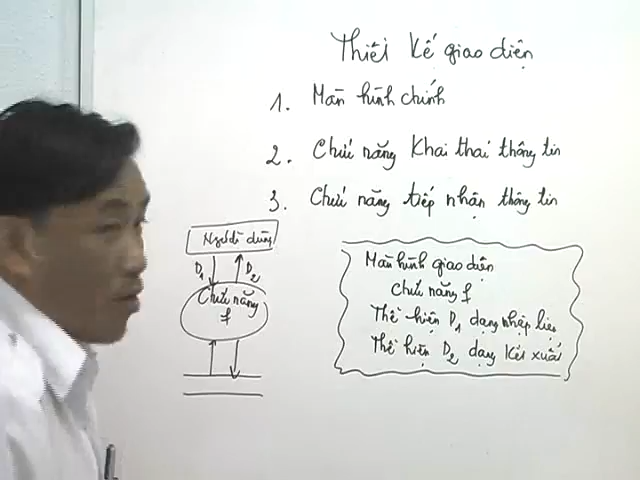 Thiết kế giao diện
1. Màn hình chính
2. Chức năng khai thác thông tin
3. Chức năng tiếp nhận thông tin
Người dùng
D1 D2
Chức năng
f
Màn hình giao diện
Chức năng f
Thể hiện D1 dạng nhập liệu
Thể hiện D2 dạng kết xuất